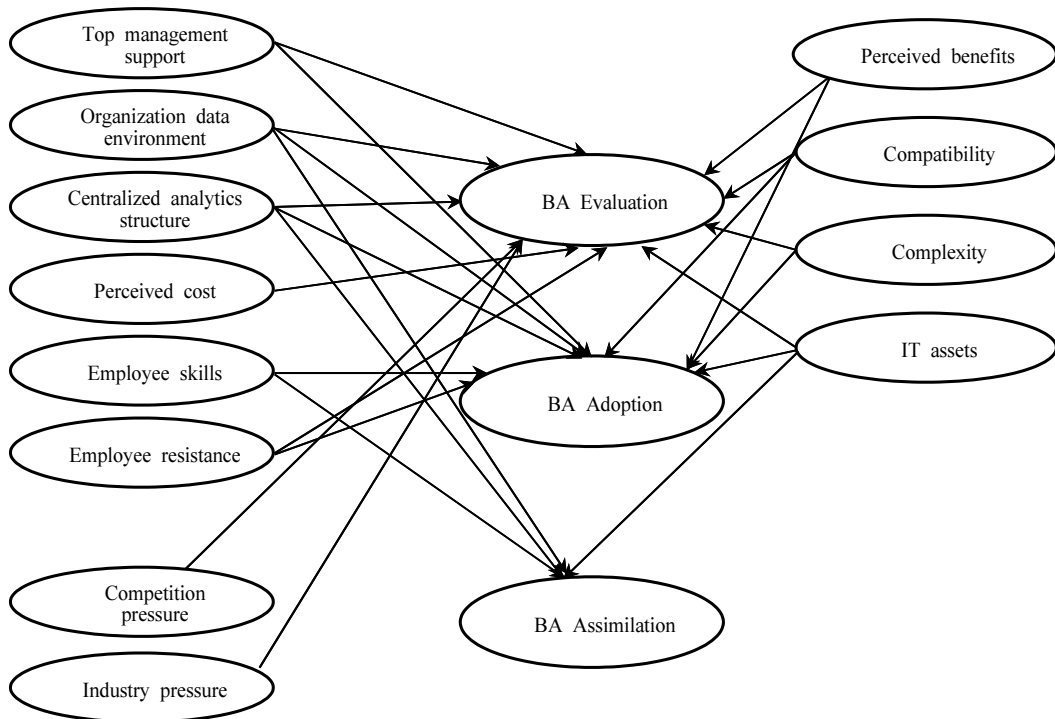 Top management
support
Organization data
environment
Centralized analytics
structure
Perceived cost
Employee skills
Employee resistance
Competition
pressure
Industry pressure
BA Evaluation
BA Adoption
BA Assimilation
Perceived benefits
Compatibility
Complexity
IT assets